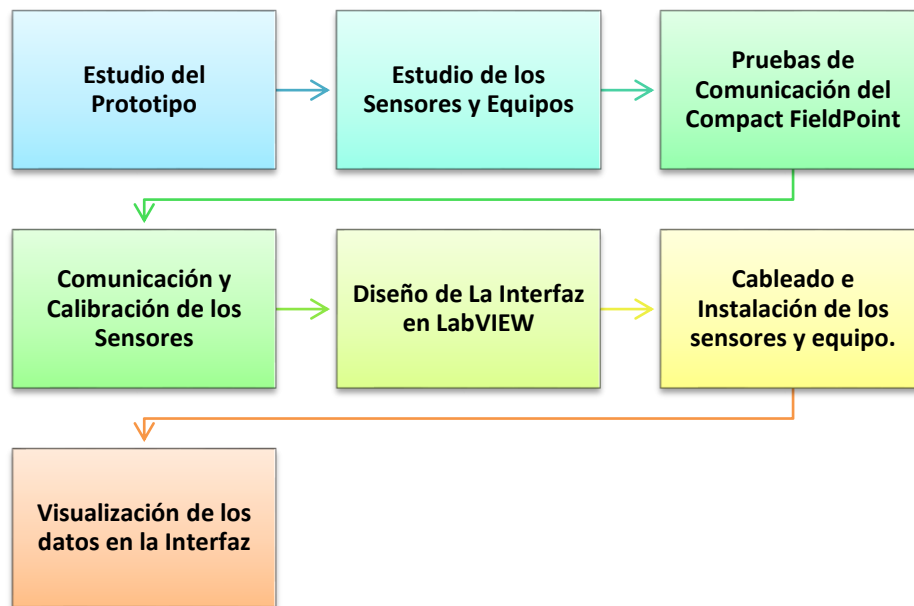 Estudio del
Prototipo
Estudio de los
Sensores y Equipos
Pruebas de
Comunicación del
Compact FieldPoint
Comunicación y
Calibración de los
Sensores
Diseño de La Interfaz
en LabVIEW
Cableado e
Instalación de los
sensores y equipo.
Visualización de los
datos en la Interfaz